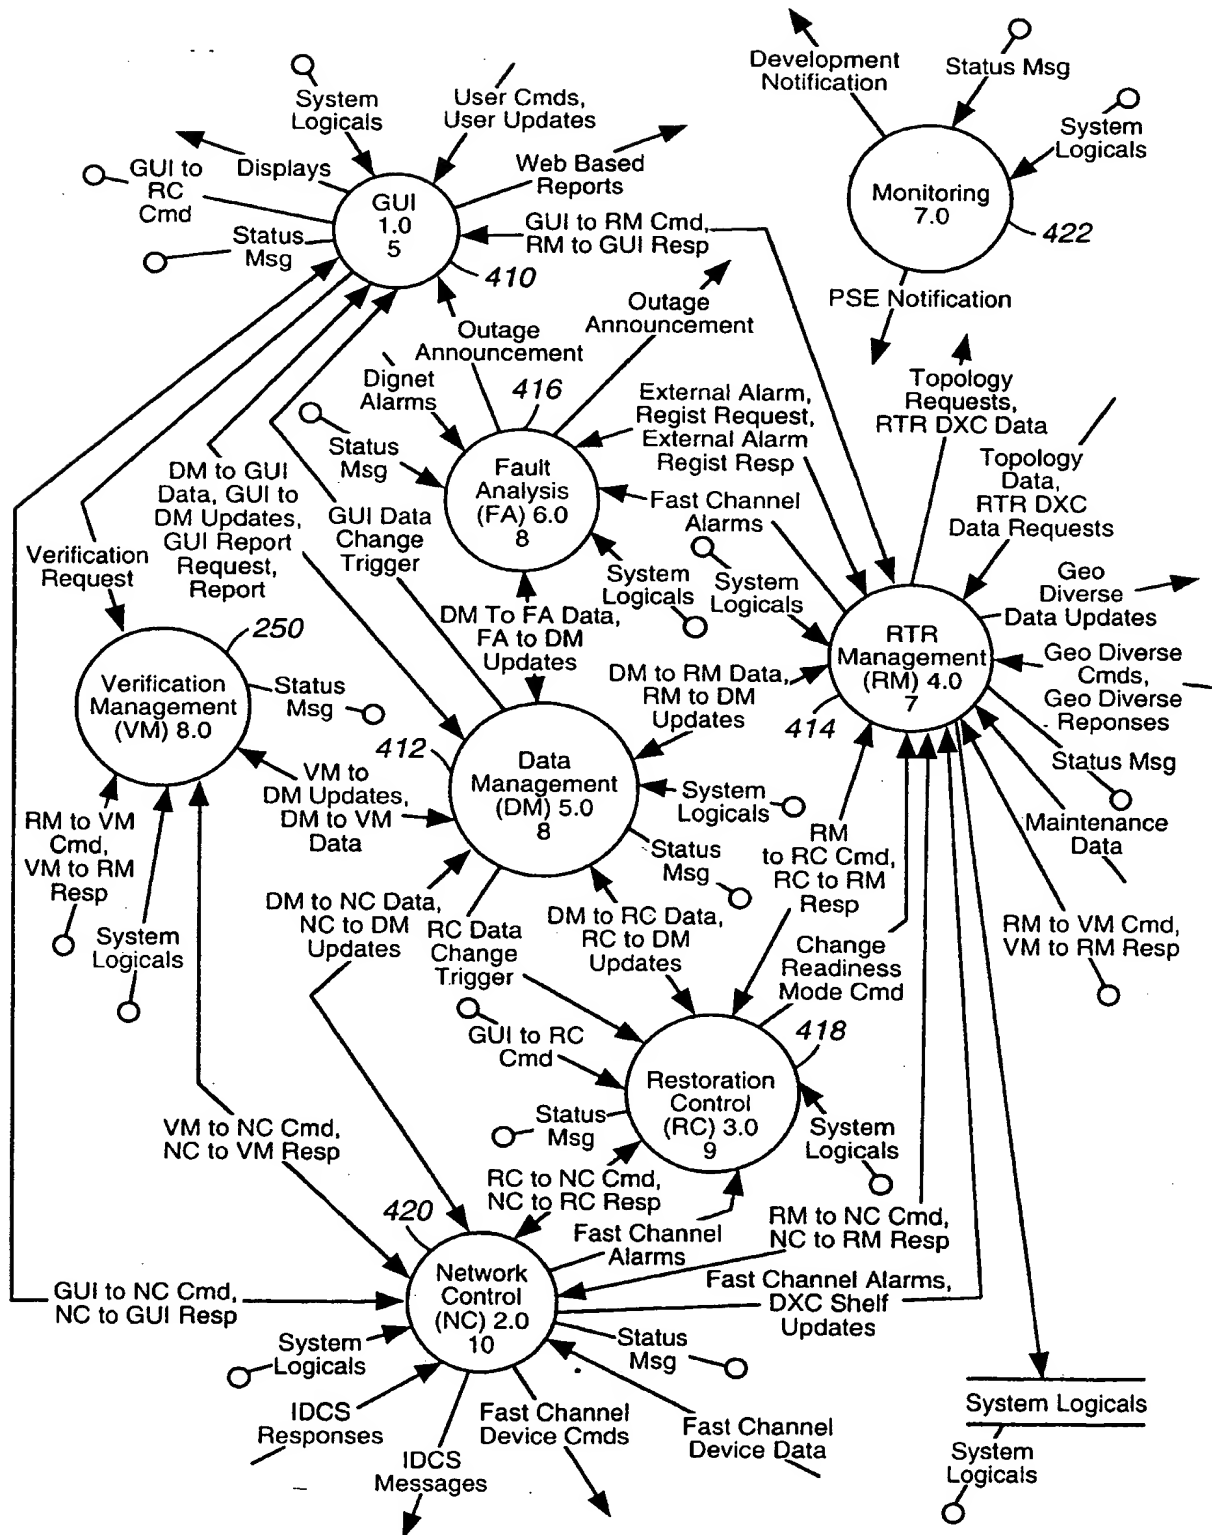 Development
Notification
Status Msg
System
Logicals
Monitoring
7.0
422
PSE Notification
System
Logicals
User Cmds,
User Updates
Displays
GUI to
RC
Cmd
Web Based
Reports
Status
Msg
GUI
1.0
5
410
GUI to RM Cmd,
RM to GUI Resp
Outage
Announcement
Outage
Announcement
Dignet
Alarms
416
Status
Msg
Fault
Analysis
(FA) 6.0
8
External Alarm,
Regist Request,
External Alarm
Regist Resp
Fast Channel
Alarms
Topology
Requests,
RTR DXC Data
Topology
Data,
RTR DXC
Data Requests
DM to GUI
Data, GUI to
DM Updates,
GUI Report
Request,
Report
GUI Data
Change
Trigger
Verification
Request
System
Logicals
System
Logicals
Geo
Diverse
Data Updates
DM To FA Data,
FA to DM
Updates
250
Verification
Management
(VM) 8.0
Status
Msg
RTR
Management
(RM) 4.0
7
414
Geo Diverse
Cmds,
Geo Diverse
Reponses
DM to RM Data,
RM to DM
Updates
412
Data
Management
(DM) 5.0
8
Status Msg
VM to
DM Updates,
DM to VM
Data
System
Logicals
Maintenance
Data
RM to VM
Cmd,
VM to RM
Resp
System
Logicals
Status
Msg
RM
to RC Cmd,
RC to RM
Resp
DM to NC Data,
NC to DM
Updates
RC Data
Change
Trigger
DM to RC Data,
RC to DM
Updates
Change
Readiness
Mode Cmd
RM to VM Cmd,
VM to RM Resp
GUI to RC
Cmd
418
Restoration
Control
(RC) 3.0
9
Status
Msg
System
Logicals
VM to NC Cmd,
NC to VM Resp
RC to NC Cmd,
NC to RC Resp
420
Fast Channel
Alarms
RM to NC Cmd,
NC to RM Resp
Network
Control
(NC) 2.0
10
GUI to NC Cmd,
NC to GUI Resp
Fast Channel Alarms,
DXC Shelf
Updates
System
Logicals
Status
Msg
IDCS
Responses
IDCS
Messages
Fast Channel
Device Cmds
Fast Channel
Device Data
System Logicals
System
Logicals